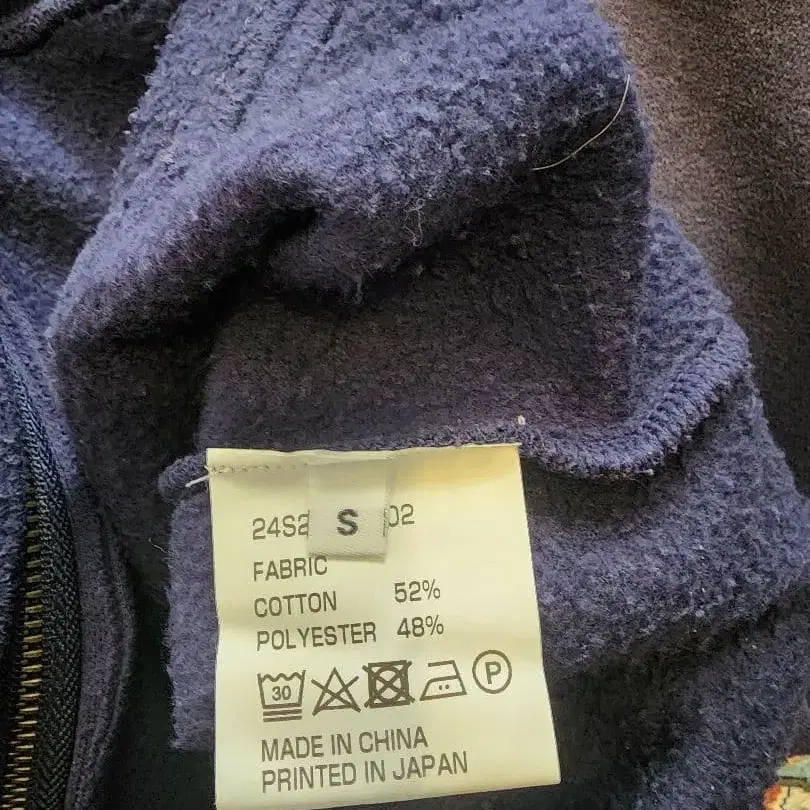 24S2 02
S
FABRIC
COTTON 52%
POLYESTER 48%
30 P
MADE IN CHINA
PRINTED IN JAPAN